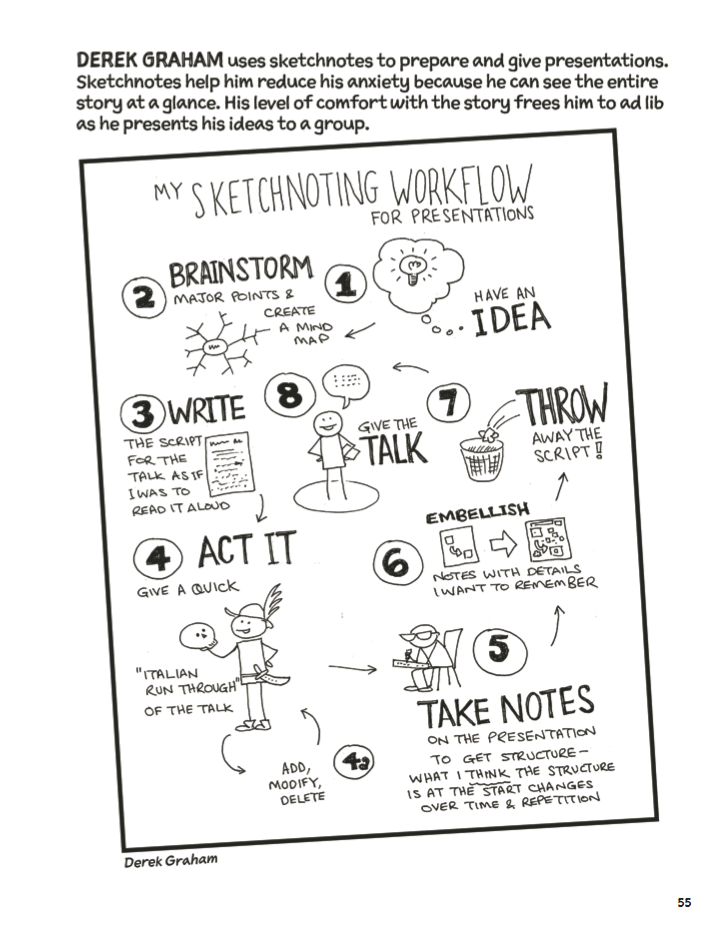 DEREK GRAHAM uses sketchnotes to prepare and give presentations.
Sketchnotes help him reduce his anxiety because he can see the entire
story at a glance. His level of comfort with the story frees him to ad lib
as he presents his ideas to a group.
MY SKETCHNOTING WORKFLOW
FOR PRESENTATIONS
1
HAVE AN
IDEA
2
BRAINSTORM
MAJOR POINTS &
CREATE
A MIND
MAP
3 WRITE
THE SCRIPT
FOR THE
TALK AS IF
I WAS TO
READ IT ALOUD
4 ACT IT
GIVE A QUICK
"ITALIAN
RUN THROUGH"
OF THE TALK
4a
ADD,
MODIFY,
DELETE
5
TAKE NOTES
ON THE PRESENTATION
TO GET STRUCTURE—
WHAT I THINK THE STRUCTURE
IS AT THE START CHANGES
OVER TIME & REPETITION
6
EMBELLISH
NOTES WITH DETAILS
I WANT TO REMEMBER
7
THROW
AWAY THE
SCRIPT!
8
GIVE THE
TALK
Derek Graham
55